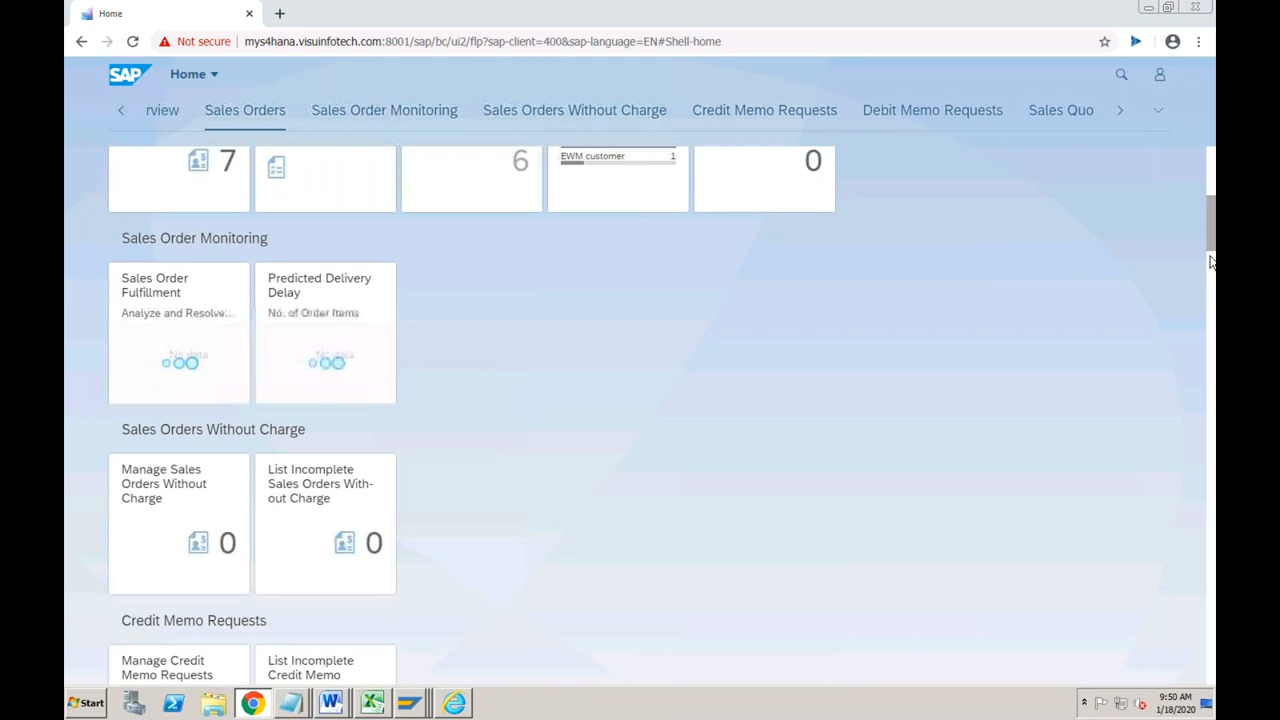 Home
Not secure
mys4hana.visuinfotech.com:8001/sap/bc/ui2/flp?sap-client=400&sap-language=EN#Shell-home
SAP
Home
rview
Sales Orders
Sales Order Monitoring
Sales Orders Without Charge
Credit Memo Requests
Debit Memo Requests
Sales Quo
7
6
EWM customer 1
0
Sales Order Monitoring
Sales Order
Fulfillment
Analyze and Resolve...
No data
Predicted Delivery
Delay
No. of Order Items
No data
Sales Orders Without Charge
Manage Sales
Orders Without
Charge
0
List Incomplete
Sales Orders With-
out Charge
0
Credit Memo Requests
Manage Credit
Memo Requests
List Incomplete
Credit Memo
Start
9:50 AM
1/18/2020